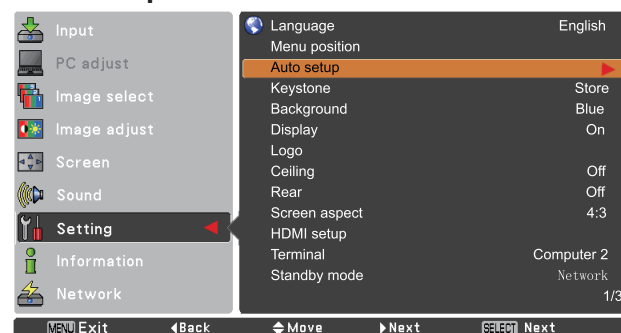 Input
PC adjust
Image select
Image adjust
Screen
Sound
Setting
Information
Network
Language English
Menu position
Auto setup
Keystone Store
Background Blue
Display On
Logo
Ceiling Off
Rear Off
Screen aspect 4:3
HDMI setup
Terminal Computer 2
Standby mode Network
1/3
MENU Exit Back Move Next SELECT Next